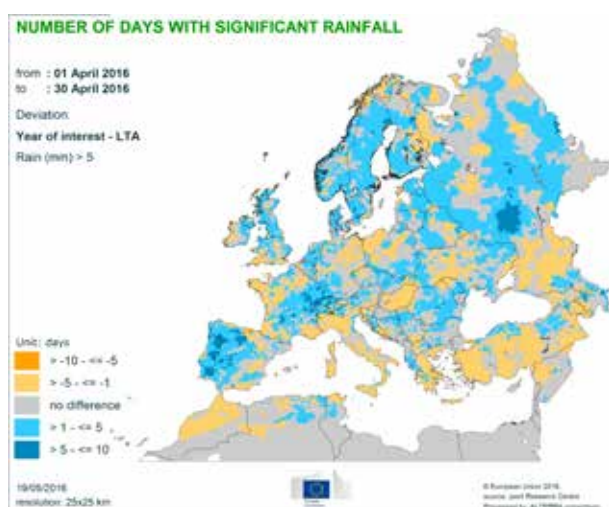 NUMBER OF DAYS WITH SIGNIFICANT RAINFALL
from : 01 April 2016
to : 30 April 2016
Deviation:
Year of interest - LTA
Rain (mm) > 5
Unit: days
> -10 - <= -5
> -5 - <= -1
no difference
> 1 - <= 5
> 5 - <= 10
19/05/2016
resolution: 25x25 km
© European Union 2016
source: Joint Research Centre